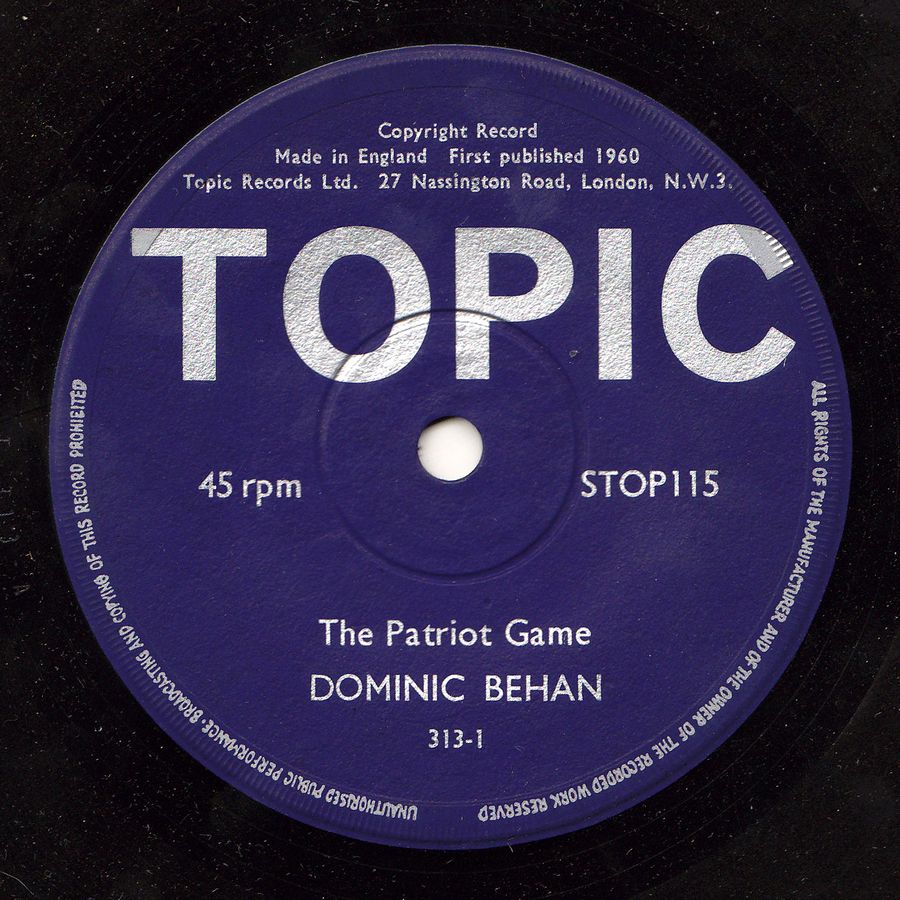 Copyright Record
Made in England First published 1960
Topic Records Ltd. 27 Nassington Road, London, N.W.3.
TOPIC
45 rpm
STOP115
The Patriot Game
DOMINIC BEHAN
313-1
ALL RIGHTS OF THE MANUFACTURER AND OF THE OWNER OF THE RECORDED WORK RESERVED
UNAUTHORISED PUBLIC PERFORMANCE·BROADCASTING AND COPYING OF THIS RECORD PROHIBITED